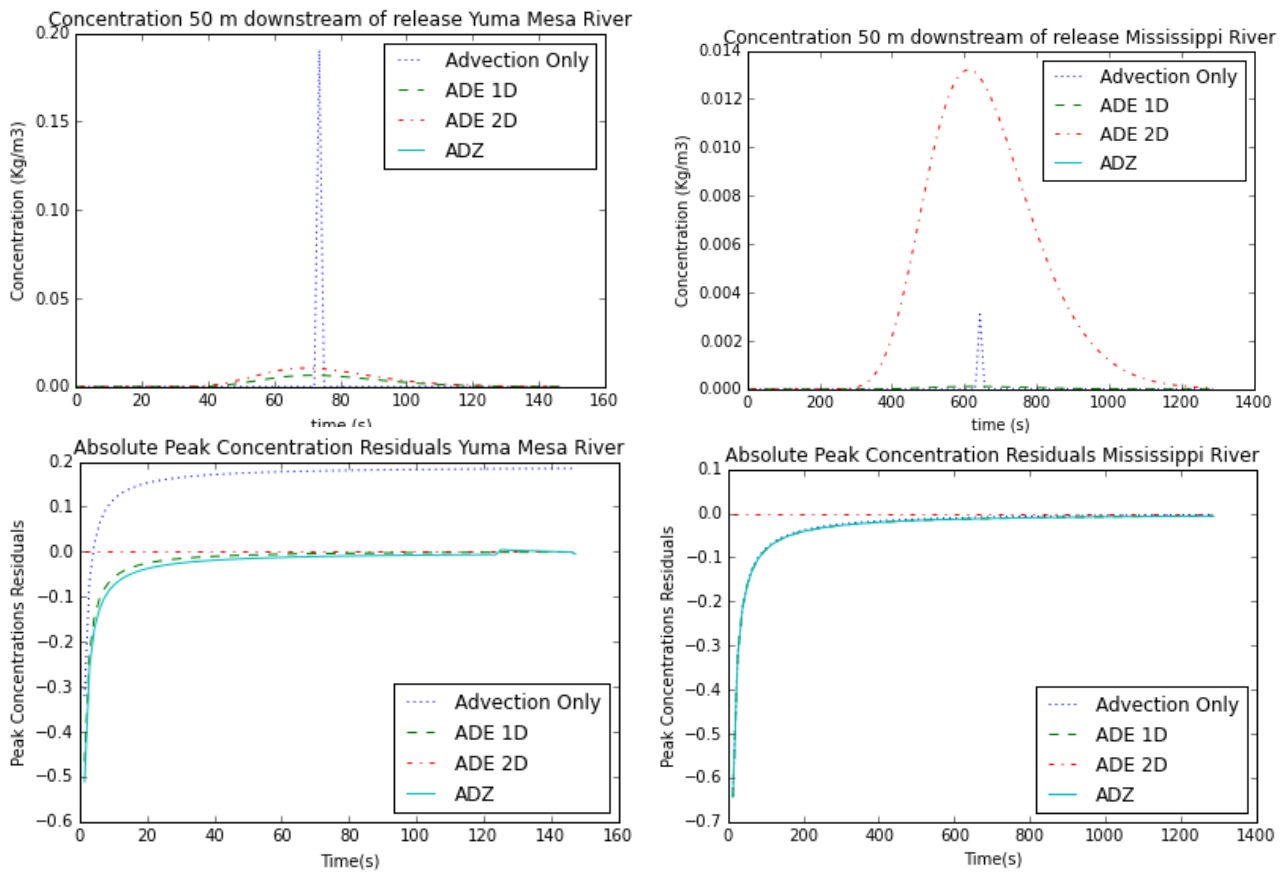 Concentration 50 m downstream of release Yuma Mesa River
Concentration (Kg/m3)
0.20
0.15
0.10
0.05
0.00
0
20
40
60
80
100
120
140
160
time (s)
Advection Only
ADE 1D
ADE 2D
ADZ
Concentration 50 m downstream of release Mississippi River
Concentration (Kg/m3)
0.014
0.012
0.010
0.008
0.006
0.004
0.002
0.000
0
200
400
600
800
1000
1200
1400
time (s)
Advection Only
ADE 1D
ADE 2D
ADZ
Absolute Peak Concentration Residuals Yuma Mesa River
Peak Concentrations Residuals
0.2
0.1
0.0
−0.1
−0.2
−0.3
−0.4
−0.5
−0.6
0
20
40
60
80
100
120
140
160
Time(s)
Advection Only
ADE 1D
ADE 2D
ADZ
Absolute Peak Concentration Residuals Mississippi River
Peak Concentrations Residuals
0.1
0.0
−0.1
−0.2
−0.3
−0.4
−0.5
−0.6
−0.7
0
200
400
600
800
1000
1200
1400
Time(s)
Advection Only
ADE 1D
ADE 2D
ADZ